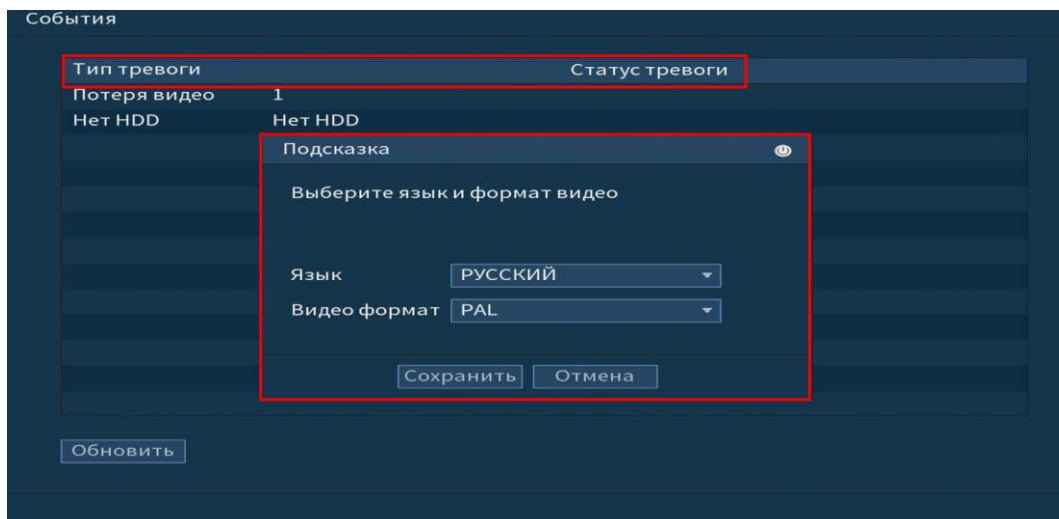 События
Тип тревоги Статус тревоги
Потеря видео 1
Нет HDD Нет HDD
Подсказка
Выберите язык и формат видео
Язык РУССКИЙ
Видео формат PAL
Сохранить Отмена
Обновить